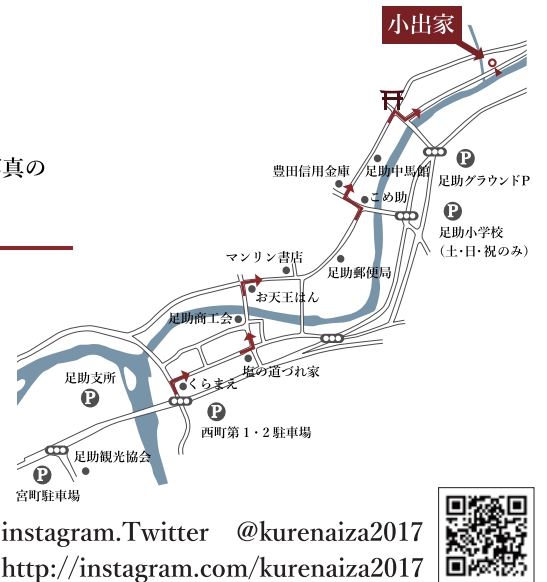 小出家
真の
豊田信用金庫
足助中馬館
P
足助グラウンドP
こめ助
P
足助小学校
(土・日・祝のみ)
マンリン書店
足助郵便局
お天王はん
足助商工会
塩の道づれ家
足助支所
P
くらまえ
P
西町第1・2駐車場
足助観光協会
P
宮町駐車場
instagram.Twitter @kurenaiza2017
http://instagram.com/kurenaiza2017